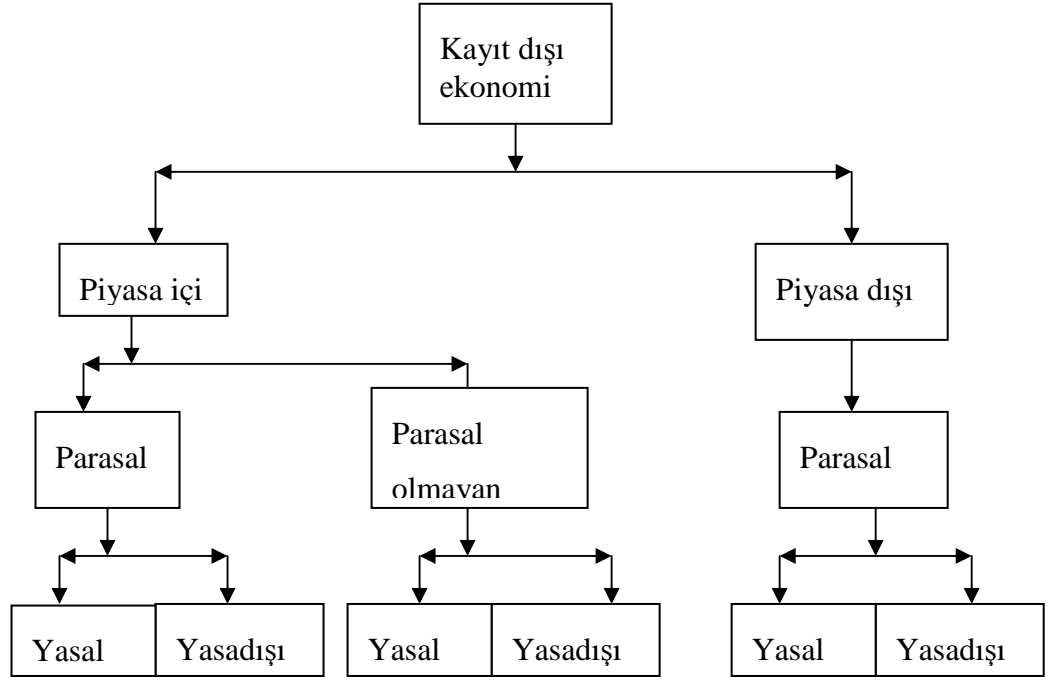 Kayıt dışı
ekonomi
Piyasa içi
Piyasa dışı
Parasal
Parasal
olmayan
Parasal
Yasal
Yasadışı
Yasal
Yasadışı
Yasal
Yasadışı